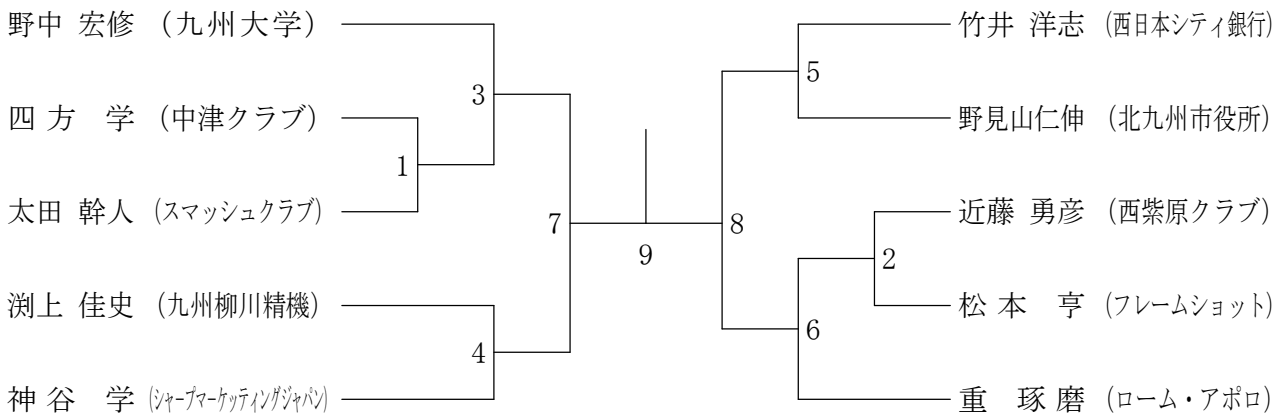 野中 宏修 (九州大学)
四方 学 (中津クラブ)
太田 幹人 (スマッシュクラブ)
渕上 佳史 (九州柳川精機)
神谷 学 (シャープマーケッティングジャパン)
3
1
4
7
9
8
5
2
6
竹井 洋志 (西日本シティ銀行)
野見山仁伸 (北九州市役所)
近藤 勇彦 (西紫原クラブ)
松本 亨 (フレームショット)
重 琢磨 (ローム・アポロ)